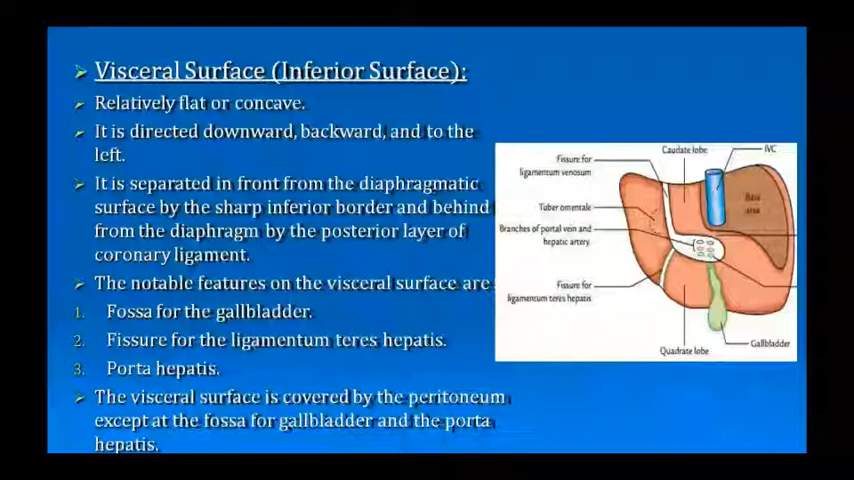 Visceral Surface (Inferior Surface):
Relatively flat or concave.
It is directed downward, backward, and to the
left.
It is separated in front from the diaphragmatic
surface by the sharp inferior border and behind
from the diaphragm by the posterior layer of
coronary ligament.
The notable features on the visceral surface are
1. Fossa for the gallbladder.
2. Fissure for the ligamentum teres hepatis.
3. Porta hepatis.
The visceral surface is covered by the peritoneum
except at the fossa for gallbladder and the porta
hepatis.
Caudate lobe
IVC
Fissure for
ligamentum venosum
Bare
area
Tuber omentale
Branches of portal vein and
hepatic artery
Fissure for
ligamentum teres hepatis
Gallbladder
Quadrate lobe